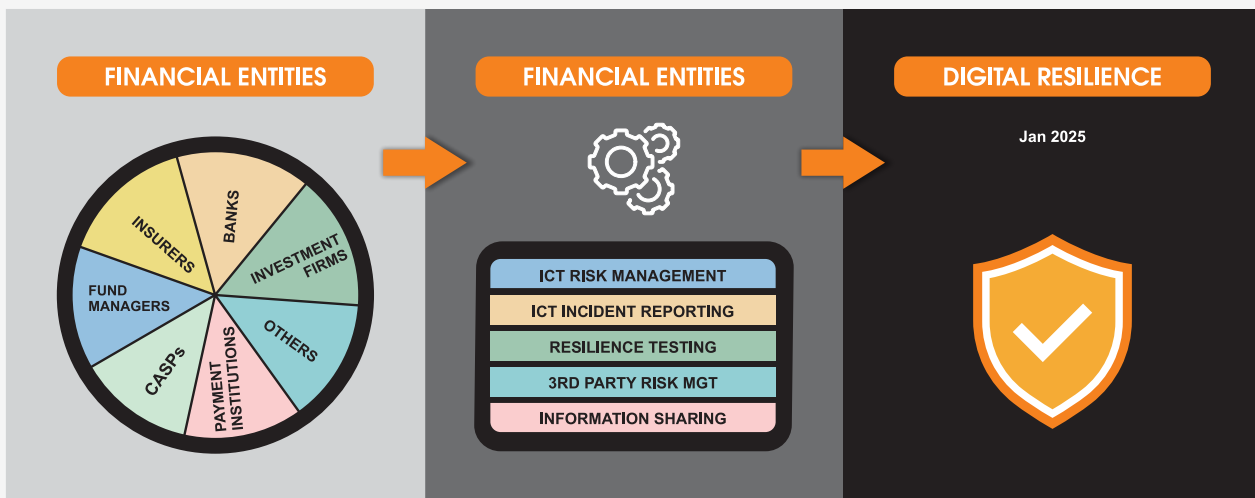 FINANCIAL ENTITIES
BANKS
INVESTMENT
FIRMS
OTHERS
PAYMENT
INSTITUTIONS
CASPs
FUND
MANAGERS
INSURERS
FINANCIAL ENTITIES
ICT RISK MANAGEMENT
ICT INCIDENT REPORTING
RESILIENCE TESTING
3RD PARTY RISK MGT
INFORMATION SHARING
DIGITAL RESILIENCE
Jan 2025